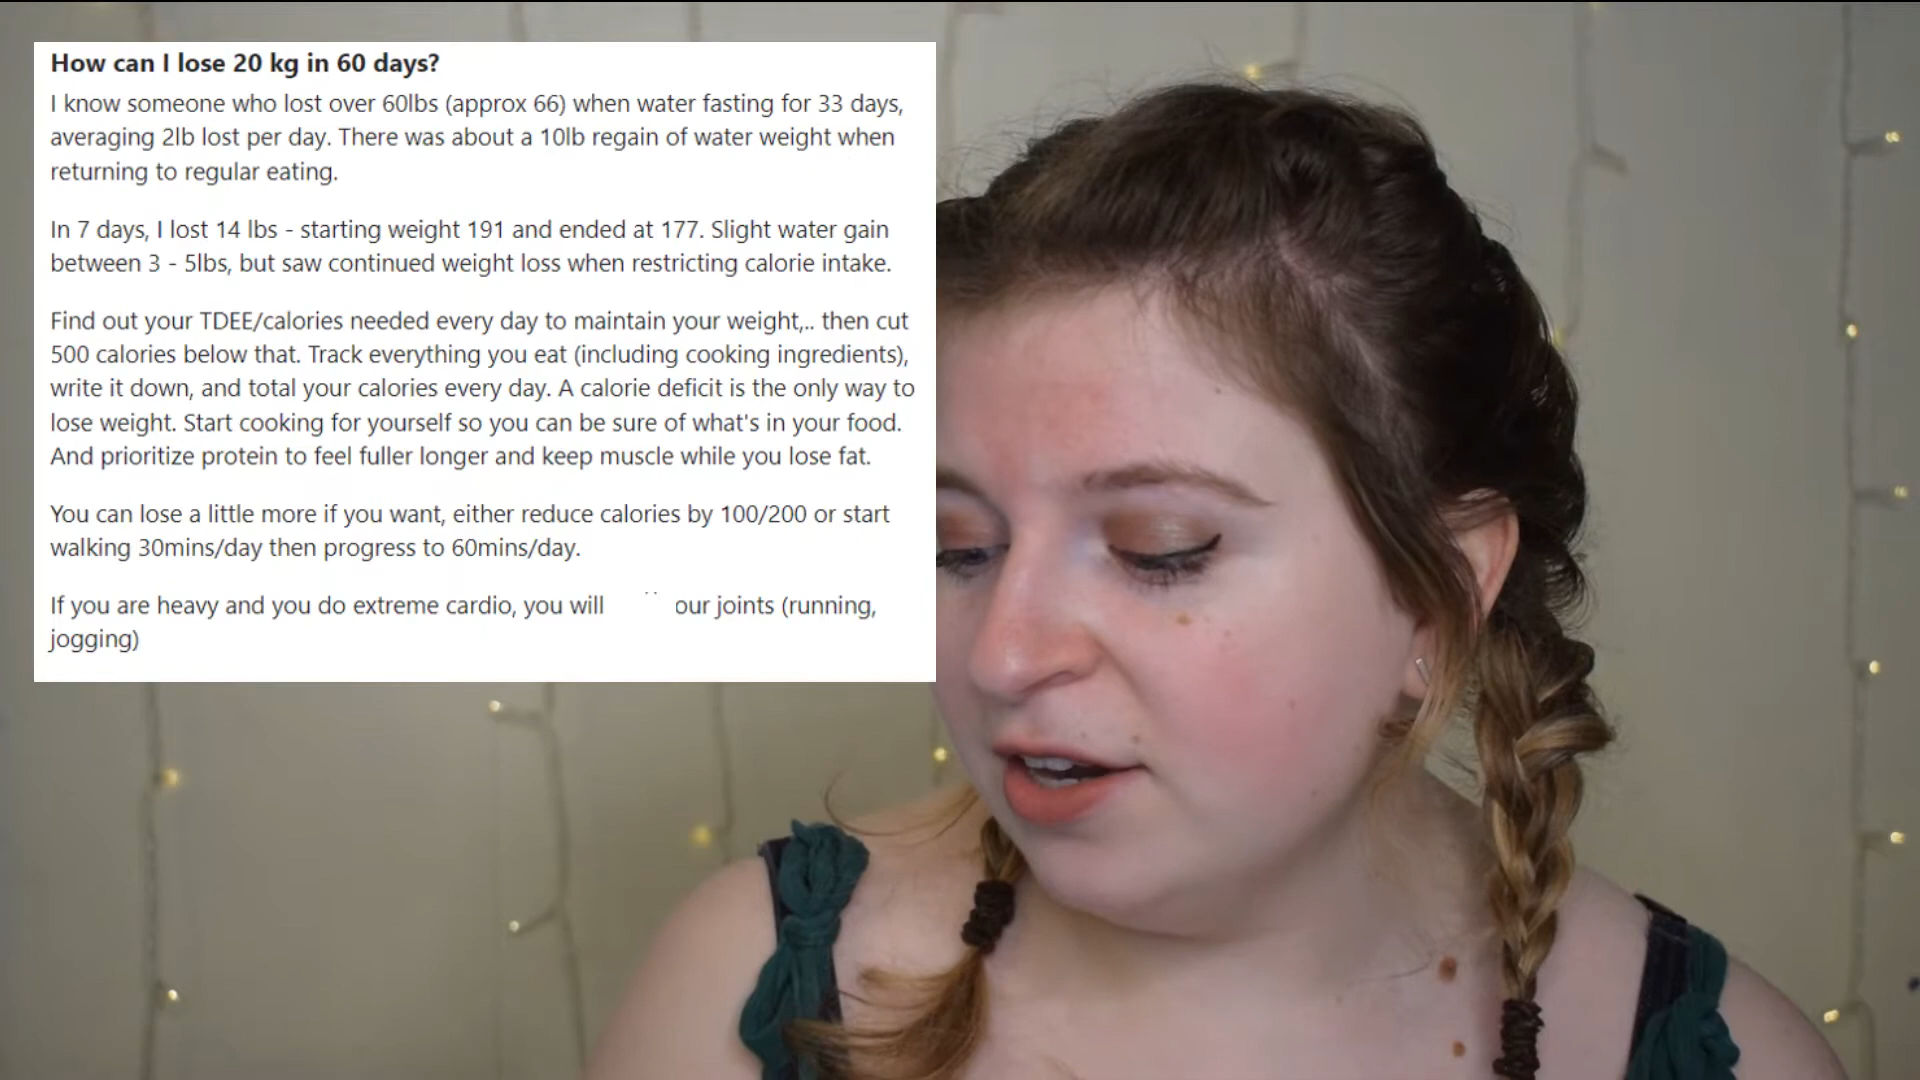 How can I lose 20 kg in 60 days?
I know someone who lost over 60lbs (approx 66) when water fasting for 33 days,
averaging 2lb lost per day. There was about a 10lb regain of water weight when
returning to regular eating.
In 7 days, I lost 14 lbs - starting weight 191 and ended at 177. Slight water gain
between 3 - 5lbs, but saw continued weight loss when restricting calorie intake.
Find out your TDEE/calories needed every day to maintain your weight,.. then cut
500 calories below that. Track everything you eat (including cooking ingredients),
write it down, and total your calories every day. A calorie deficit is the only way to
lose weight. Start cooking for yourself so you can be sure of what's in your food.
And prioritize protein to feel fuller longer and keep muscle while you lose fat.
You can lose a little more if you want, either reduce calories by 100/200 or start
walking 30mins/day then progress to 60mins/day.
If you are heavy and you do extreme cardio, you will our joints (running,
jogging)